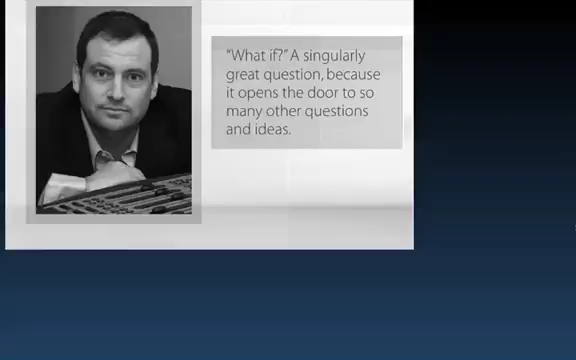 “What if?” A singularly
great question, because
it opens the door to so
many other questions
and ideas.